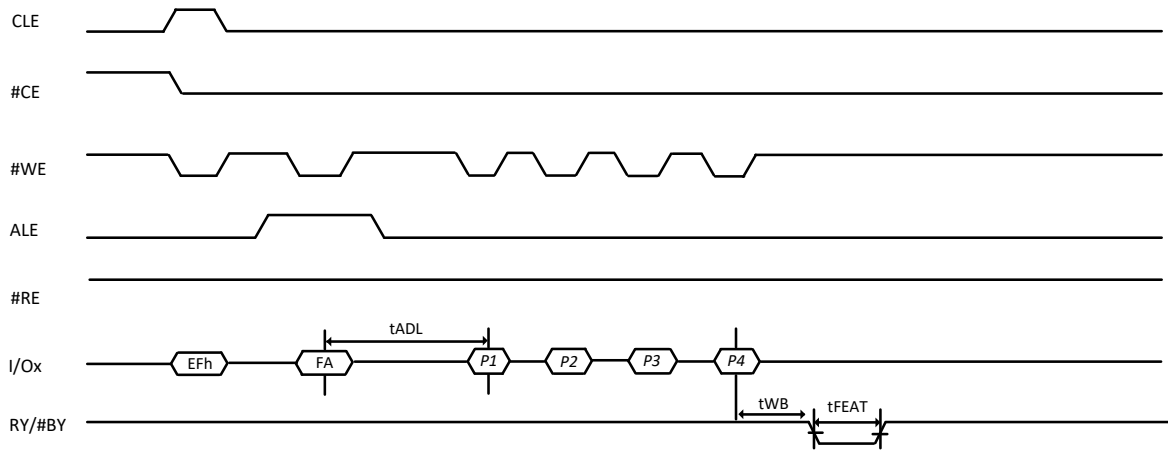 CLE
#CE
#WE
ALE
#RE
tADL
I/Ox EFh FA P1 P2 P3 P4
tWB tFEAT
RY/#BY